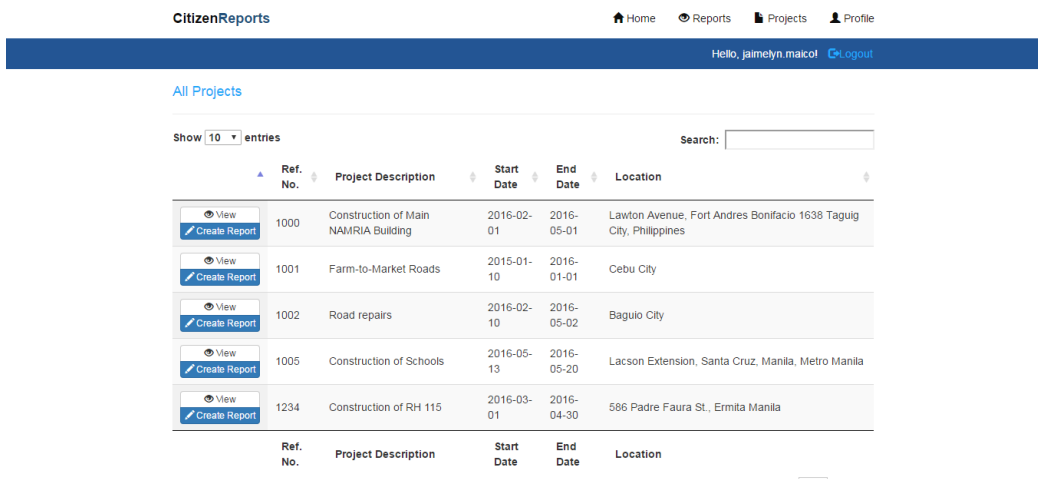 CitizenReports Home Reports Projects Profile
Hello, jaimelyn.maico! Logout
All Projects
Show 10 entries Search:
Ref. No. Project Description Start Date End Date Location
View
Create Report
1000 Construction of Main NAMRIA Building 2016-02-01 2016-05-01 Lawton Avenue, Fort Andres Bonifacio 1638 Taguig City, Philippines
View
Create Report
1001 Farm-to-Market Roads 2015-01-10 2016-01-01 Cebu City
View
Create Report
1002 Road repairs 2016-02-10 2016-05-02 Baguio City
View
Create Report
1005 Construction of Schools 2016-05-13 2016-05-20 Lacson Extension, Santa Cruz, Manila, Metro Manila
View
Create Report
1234 Construction of RH 115 2016-03-01 2016-04-30 586 Padre Faura St., Ermita Manila
Ref. No. Project Description Start Date End Date Location